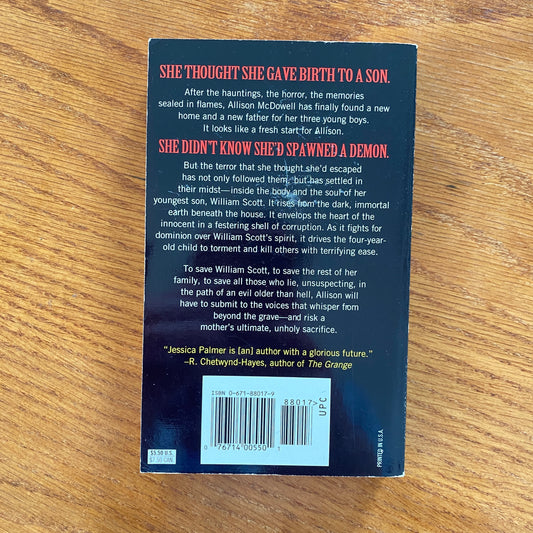 SHE THOUGHT SHE GAVE BIRTH TO A SON.
After the hauntings, the horror, the memories
sealed in flames, Allison McDowell has finally found a new
home and a new father for her three young boys.
It looks like a fresh start for Allison.
SHE DIDN'T KNOW SHE'D SPAWNED A DEMON.
But the terror that she thought she'd escaped
has not only followed them, but has settled in
their midst—inside the body and the soul of her
youngest son, William Scott. It rises from the dark, immortal
earth beneath the house. It envelops the heart of the
innocent in a festering shell of corruption. As it fights for
dominion over William Scott's spirit, it drives the four-year-
old child to torment and kill others with terrifying ease.
To save William Scott, to save the rest of her
family, to save all those who lie, unsuspecting, in
the path of an evil older than hell, Allison will
have to submit to the voices that whisper from
beyond the grave—and risk a
mother's ultimate, unholy sacrifice.
"Jessica Palmer is [an] author with a glorious future."
—R. Chetwynd-Hayes, author of The Grange
ISBN 0-671-88017-9
88017>
UPC
0 76714 00550 1
$5.50 U.S.
$7.50 CAN
PRINTED IN U.S.A.